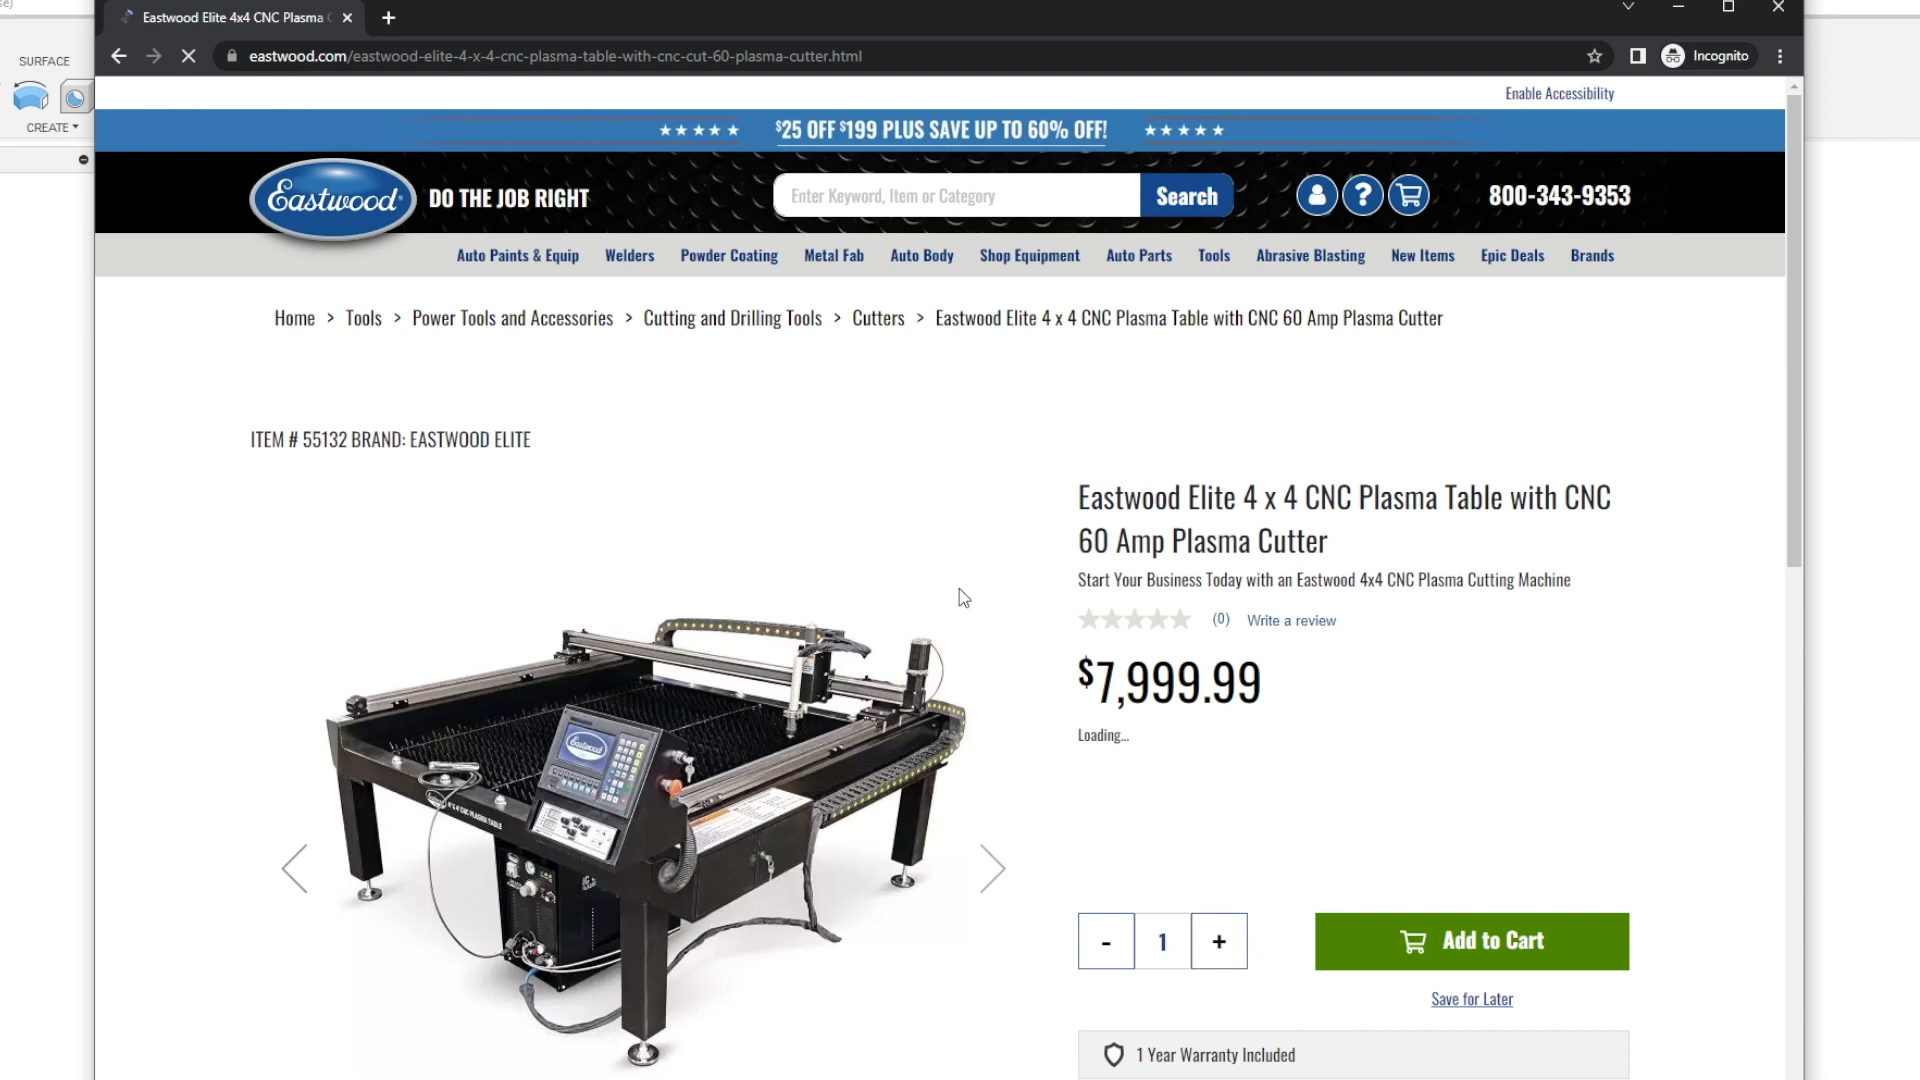 SURFACE
CREATE
Eastwood Elite 4x4 CNC Plasma
eastwood.com/eastwood-elite-4-x-4-cnc-plasma-table-with-cnc-cut-60-plasma-cutter.html
Incognito
Enable Accessibility
$25 OFF $199 PLUS SAVE UP TO 60% OFF!
Eastwood
DO THE JOB RIGHT
Enter Keyword, Item or Category
Search
?
800-343-9353
Auto Paints & Equip
Welders
Powder Coating
Metal Fab
Auto Body
Shop Equipment
Auto Parts
Tools
Abrasive Blasting
New Items
Epic Deals
Brands
Home > Tools > Power Tools and Accessories > Cutting and Drilling Tools > Cutters > Eastwood Elite 4 x 4 CNC Plasma Table with CNC 60 Amp Plasma Cutter
ITEM # 55132 BRAND: EASTWOOD ELITE
Eastwood Elite 4 x 4 CNC Plasma Table with CNC
60 Amp Plasma Cutter
Start Your Business Today with an Eastwood 4x4 CNC Plasma Cutting Machine
(0) Write a review
$7,999.99
Loading...
Eastwood
4' X 4' CNC PLASMA TABLE
- 1 +
Add to Cart
Save for Later
1 Year Warranty Included